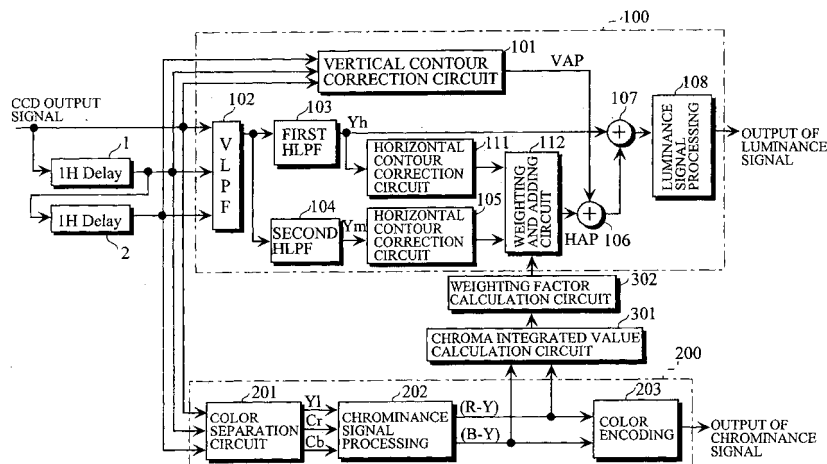 100
101
VERTICAL CONTOUR
CORRECTION CIRCUIT
VAP
CCD OUTPUT
SIGNAL
102
VLPF
103
FIRST
HLPF
Yh
111
HORIZONTAL
CONTOUR
CORRECTION
CIRCUIT
112
WEIGHTING
AND ADDING
CIRCUIT
107
108
LUMINANCE
SIGNAL
PROCESSING
OUTPUT OF
LUMINANCE
SIGNAL
1
1H Delay
1H Delay
2
104
SECOND
HLPF
Ym
105
HORIZONTAL
CONTOUR
CORRECTION
CIRCUIT
HAP
106
302
WEIGHTING FACTOR
CALCULATION CIRCUIT
301
CHROMA INTEGRATED VALUE
CALCULATION CIRCUIT
200
201
COLOR
SEPARATION
CIRCUIT
Yl
Cr
Cb
202
CHROMINANCE
SIGNAL
PROCESSING
(R-Y)
(B-Y)
203
COLOR
ENCODING
OUTPUT OF
CHROMINANCE
SIGNAL